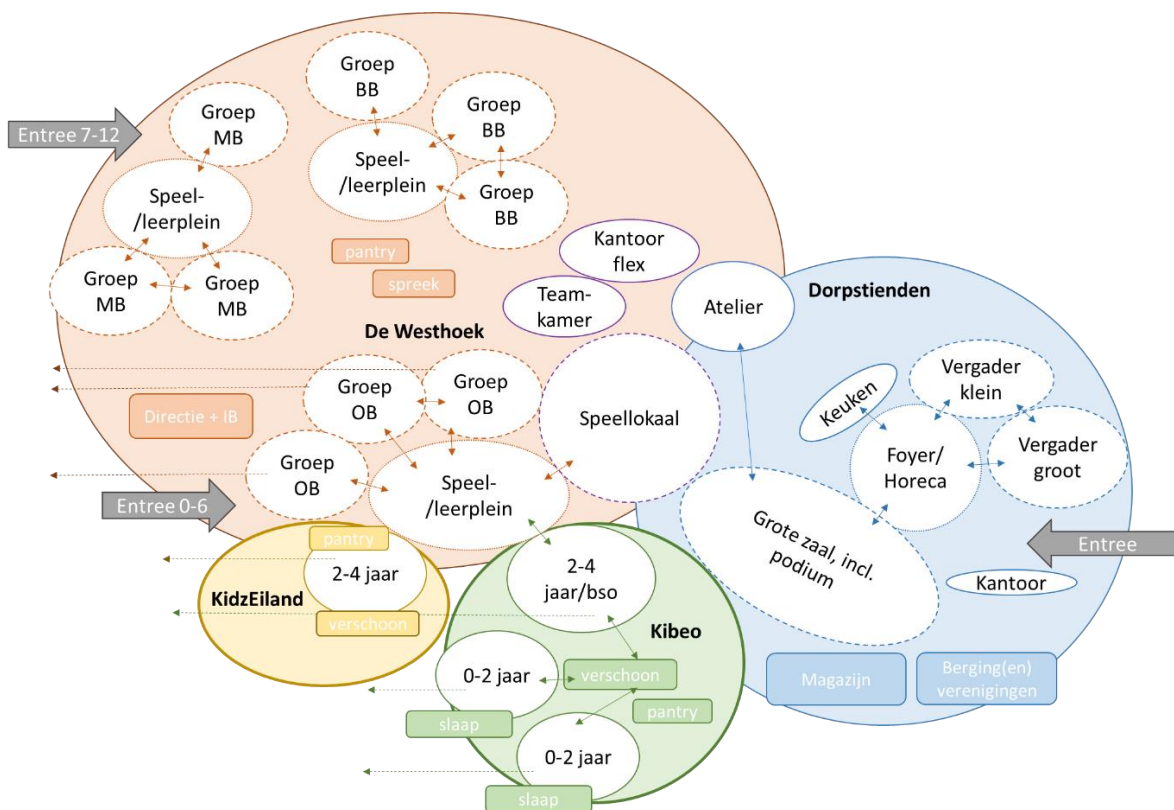 Groep
BB
Groep
MB
Groep
BB
Entree 7-12
Speel-
/leerplein
Speel-
/leerplein
Groep
BB
Groep
MB
Groep
MB
pantry
spreek
Kantoor
flex
Team-
kamer
Atelier
Dorpstienden
De Westhoek
Groep
OB
Groep
OB
Directie + IB
Groep
OB
Speel-
/leerplein
Speellokaal
Keuken
Vergader
klein
Foyer/
Horeca
Vergader
groot
Entree 0-6
Grote zaal, incl.
podium
Entree
Kantoor
pantry
2-4 jaar
KidzEiland
verschoon
2-4
jaar/bso
Kibeo
0-2 jaar
verschoon
slaap
pantry
0-2 jaar
slaap
Magazijn
Berging(en)
verenigingen